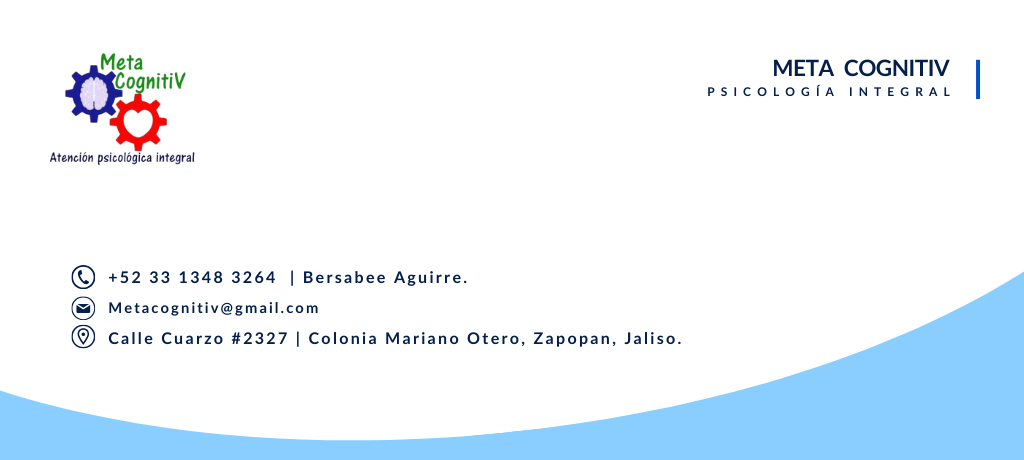 Meta
CognitiV
Atención psicológica integral
META COGNITIV
PSICOLOGÍA INTEGRAL
+52 33 1348 3264 | Bersabee Aguirre.
Metacognitiv@gmail.com
Calle Cuarzo #2327 | Colonia Mariano Otero, Zapopan, Jaliso.